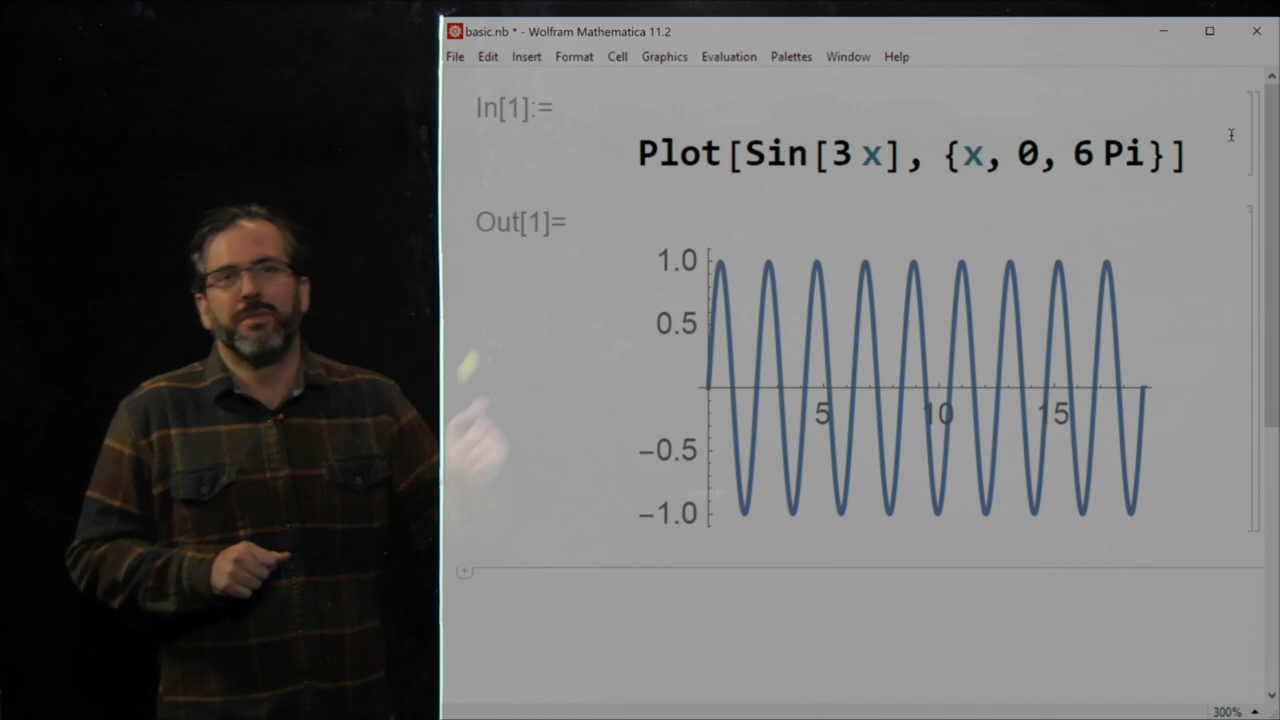 basic.nb * - Wolfram Mathematica 11.2
File Edit Insert Format Cell Graphics Evaluation Palettes Window Help
In[1]:=
Plot[Sin[3 x], {x, 0, 6 Pi}]
Out[1]=
1.0
0.5
5 10 15
-0.5
-1.0
300%